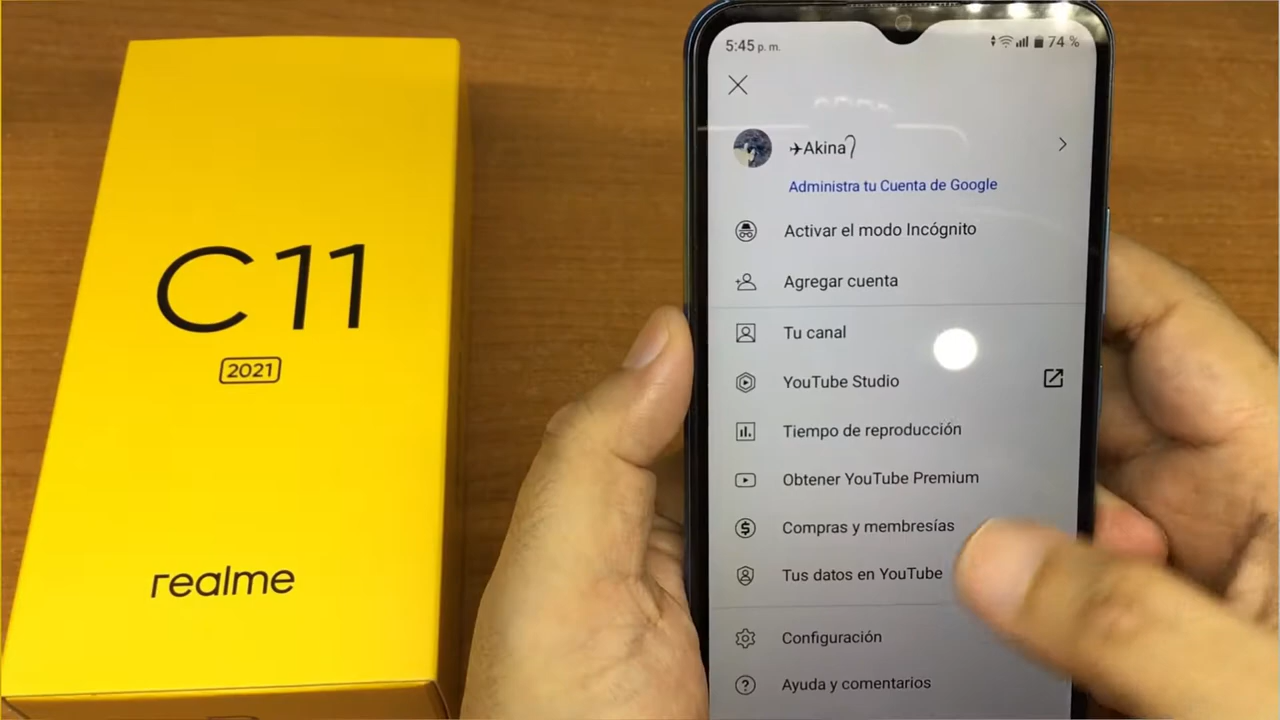 C11
2021
realme
5:45 p. m.
74 %
✈Akina
Administra tu Cuenta de Google
Activar el modo Incógnito
Agregar cuenta
Tu canal
YouTube Studio
Tiempo de reproducción
Obtener YouTube Premium
Compras y membresías
Tus datos en YouTube
Configuración
Ayuda y comentarios